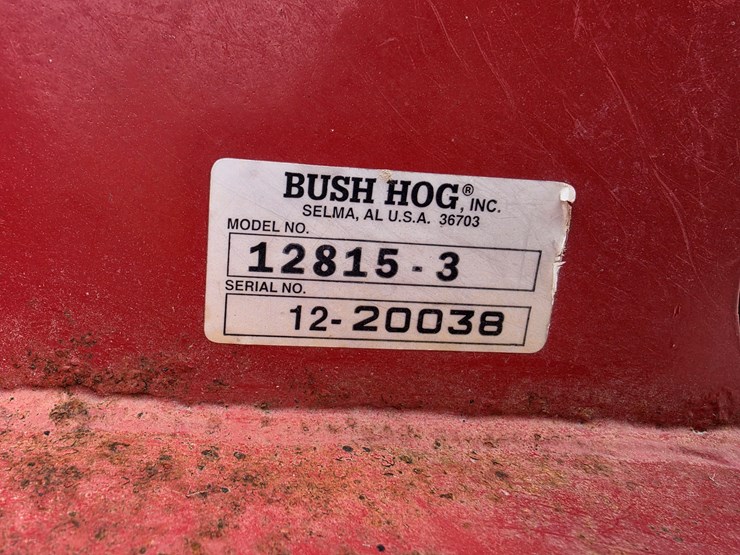 BUSH HOG®, INC.
SELMA, AL U.S.A. 36703
MODEL NO.
12815-3
SERIAL NO.
12-20038